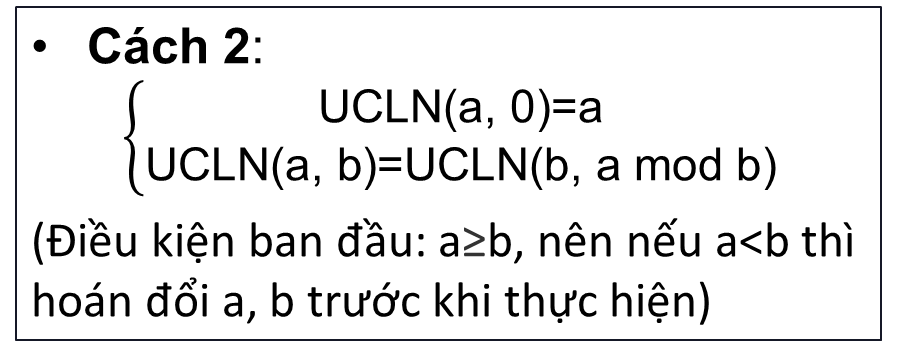 • Cách 2:
UCLN(a, 0)=a
UCLN(a, b)=UCLN(b, a mod b)
(Điều kiện ban đầu: a≥b, nên nếu a<b thì
hoán đổi a, b trước khi thực hiện)